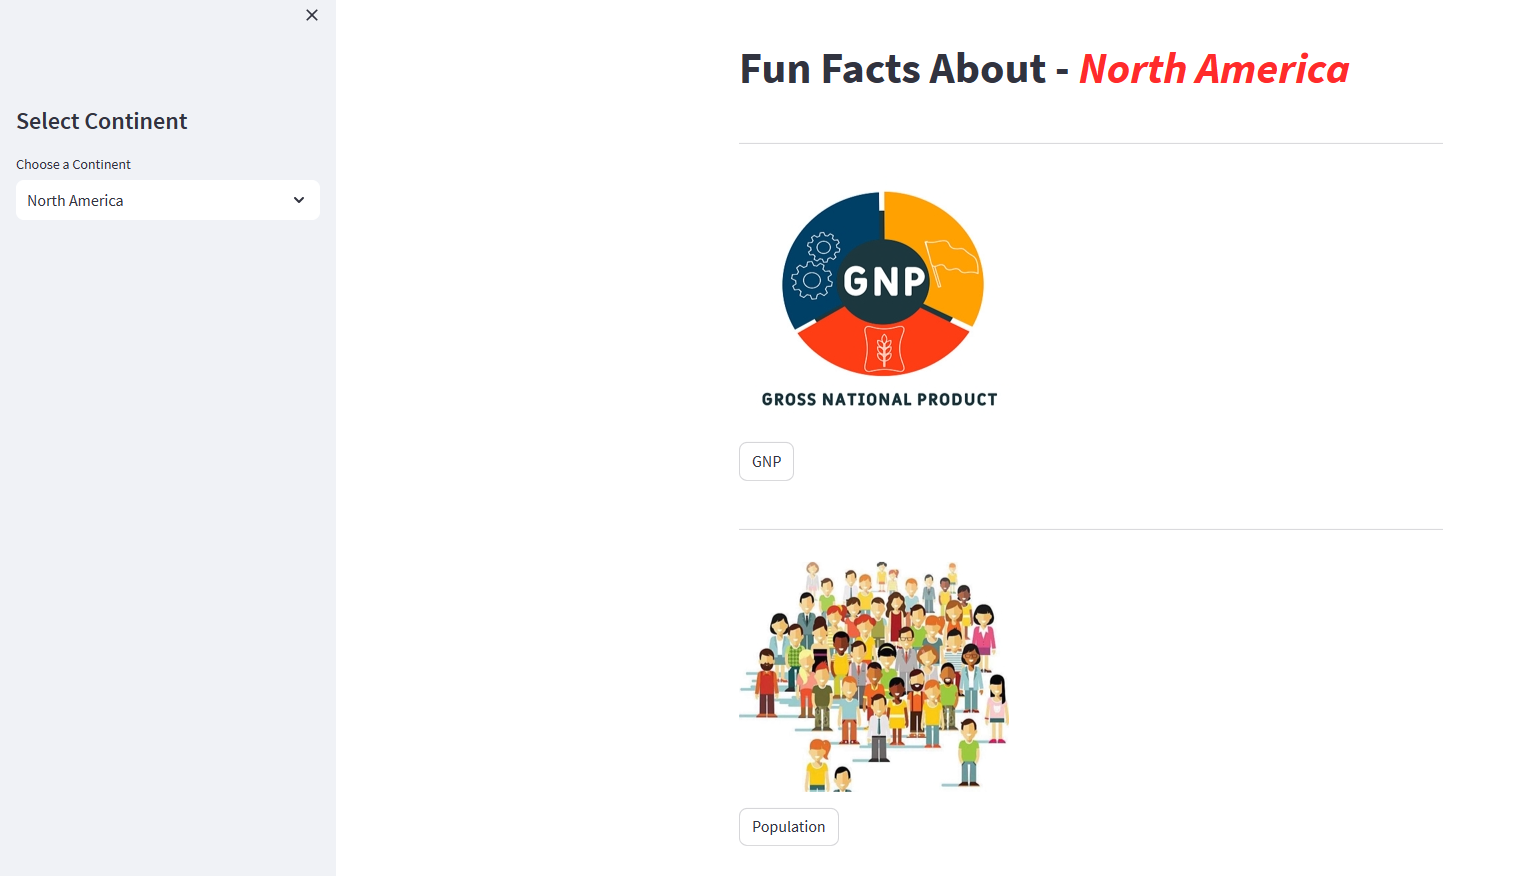 Select Continent
Choose a Continent
North America
Fun Facts About - North America
GNP
GROSS NATIONAL PRODUCT
GNP
Population